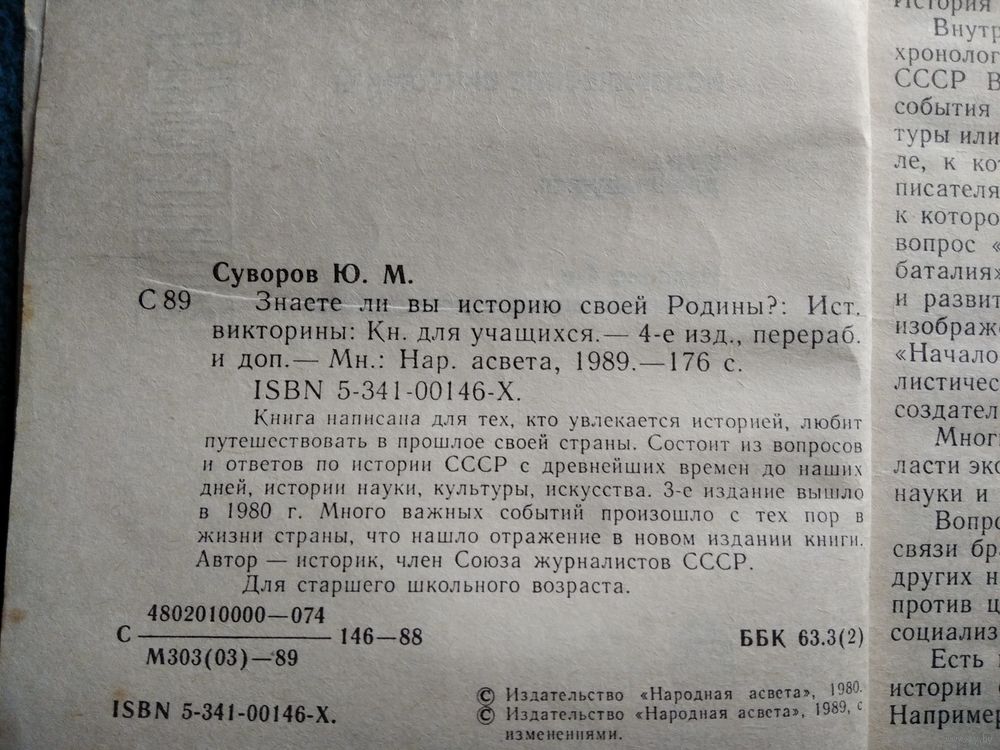 Суворов Ю. М.
С 89 Знаете ли вы историю своей Родины?: Ист.
викторины: Кн. для учащихся.— 4-е изд., перераб.
и доп.— Мн.: Нар. асвета, 1989.—176 с.
ISBN 5-341-00146-X.
Книга написана для тех, кто увлекается историей, любит
путешествовать в прошлое своей страны. Состоит из вопросов
и ответов по истории СССР с древнейших времен до наших
дней, истории науки, культуры, искусства. 3-е издание вышло
в 1980 г. Много важных событий произошло с тех пор в
жизни страны, что нашло отражение в новом издании книги.
Автор — историк, член Союза журналистов СССР.
Для старшего школьного возраста.
4802010000—074
С 146—88
М303(03)—89
ББК 63.3(2)
ISBN 5-341-00146-X.
© Издательство «Народная асвета», 1980.
© Издательство «Народная асвета», 1989, с
изменениями.
История
Внутр
хронолог
СССР В
события
туры или
ле, к кот
писателя
к которо
вопрос «
баталия»
и развит
изображе
«Начало
листичес
создател
Многи
ласти эко
науки и
Вопро
связи бра
других н
против ц
социализ
Есть
истории
Например